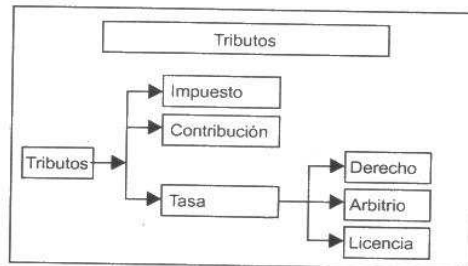 Tributos
Impuesto
Contribución
Tributos
Tasa
Derecho
Arbitrio
Licencia